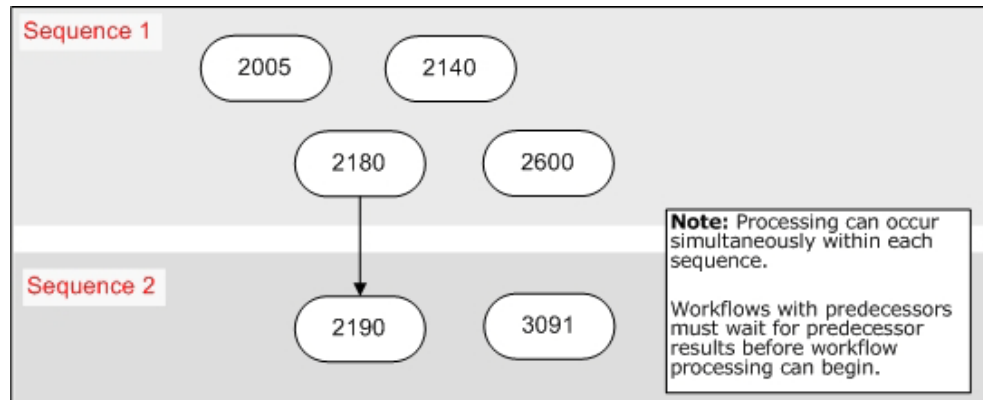 Sequence 1
2005
2140
2180
2600
Note: Processing can occur
simultaneously within each
sequence.
Workflows with predecessors
must wait for predecessor
results before workflow
processing can begin.
Sequence 2
2190
3091